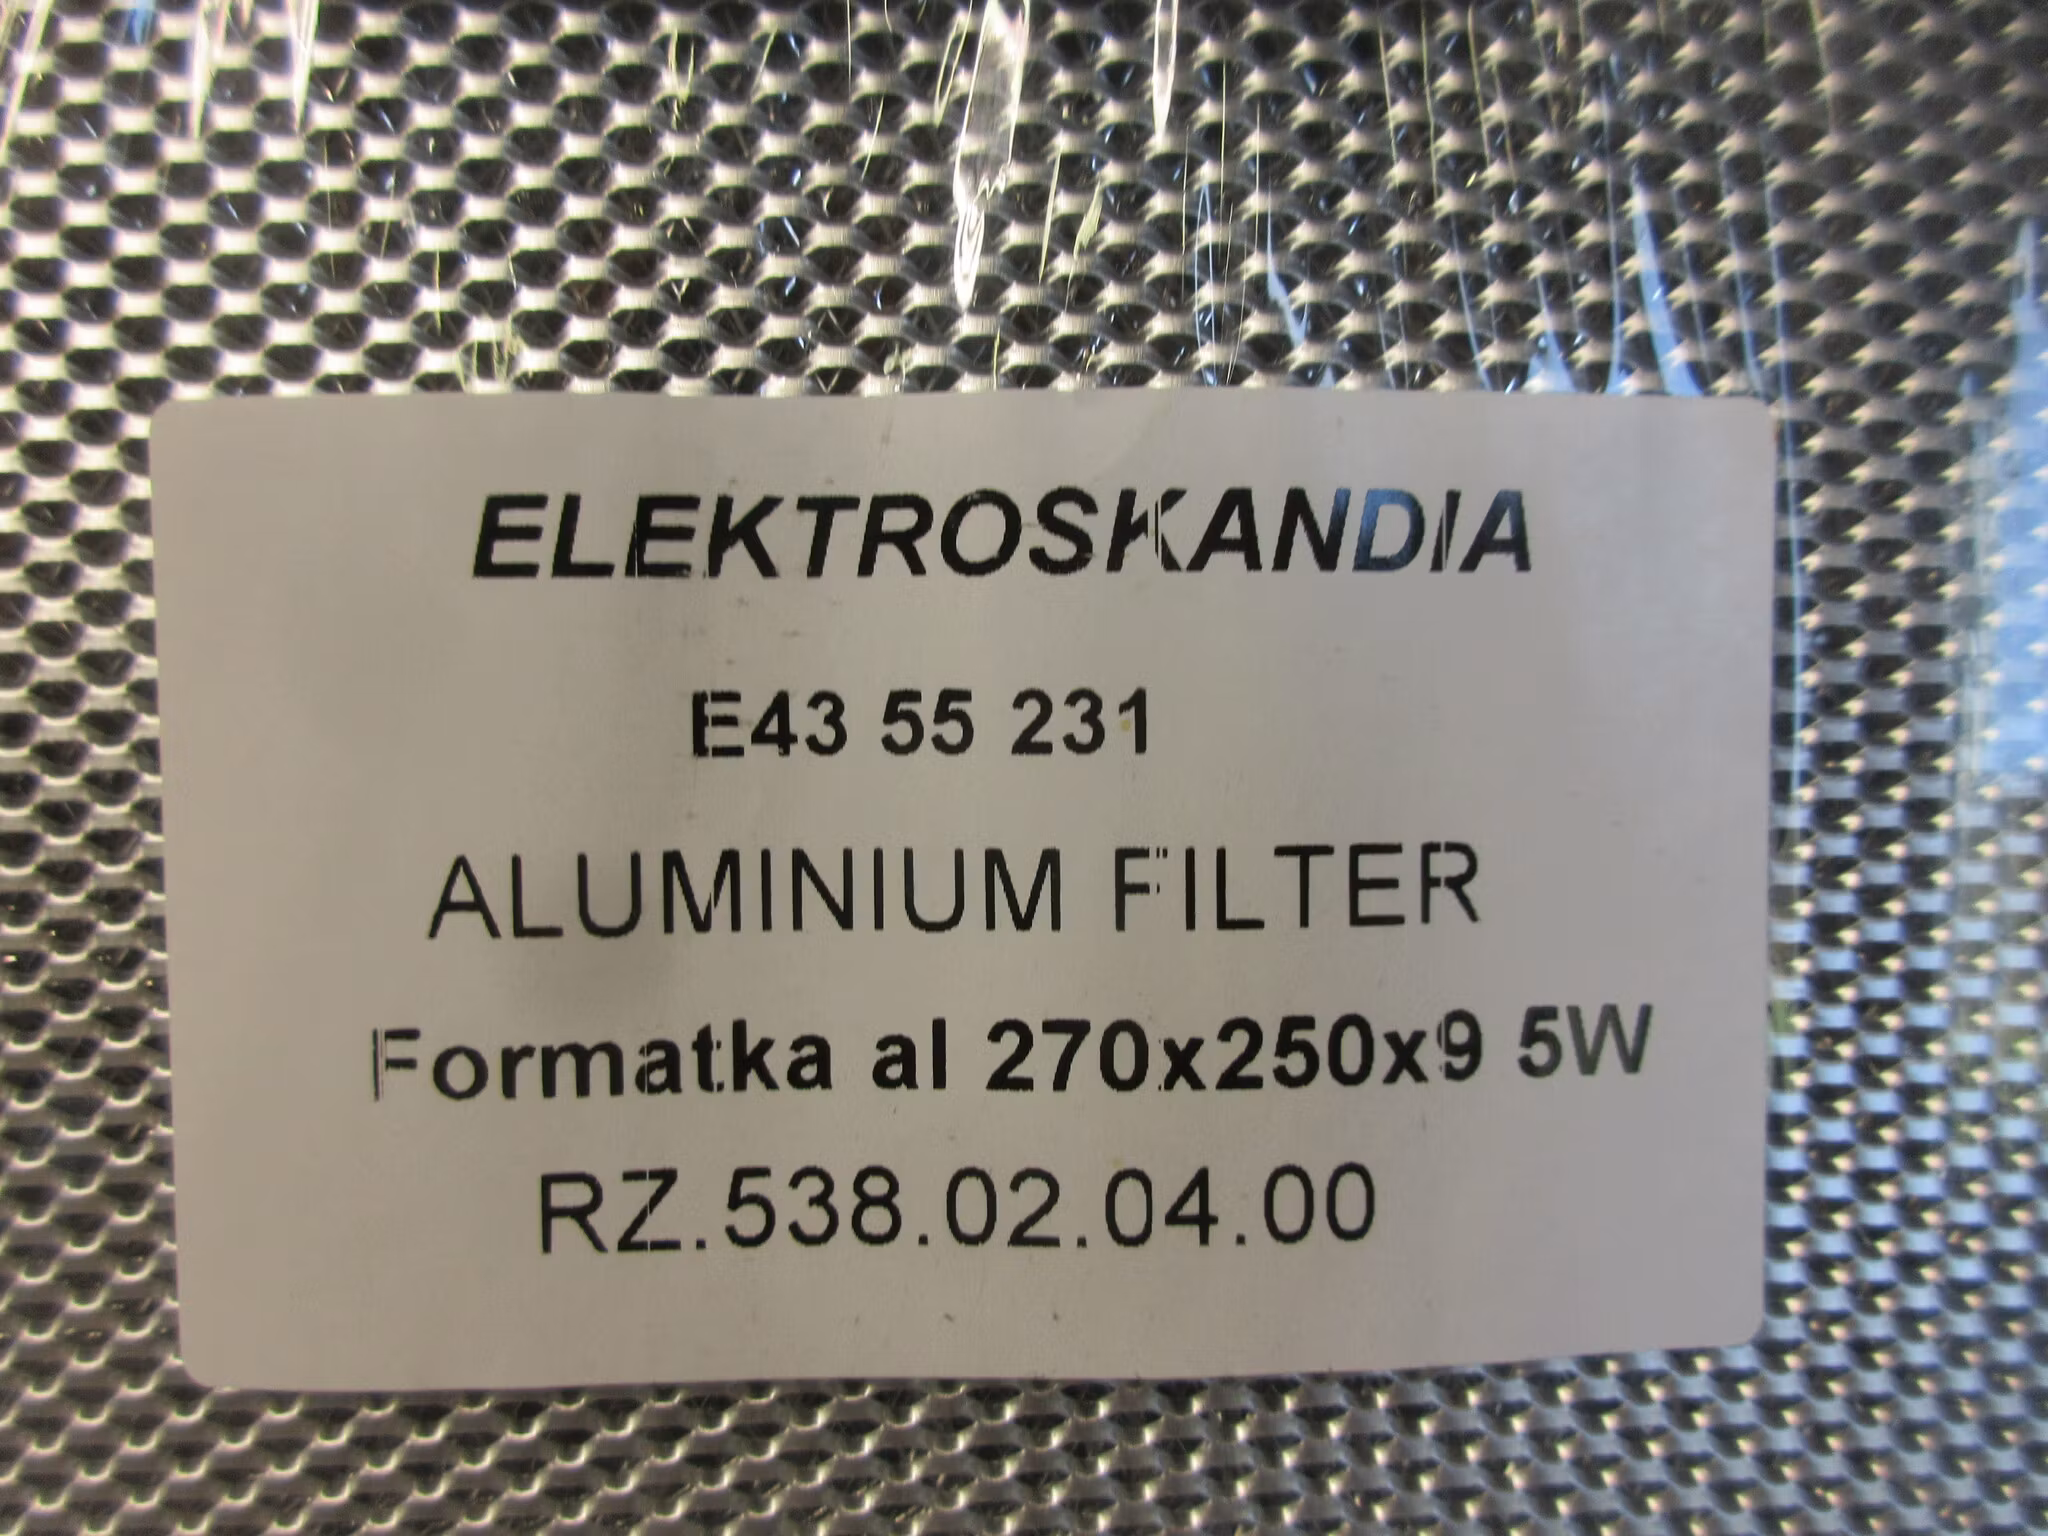 ELEKTROSKANDIA
E43 55 231
ALUMINIUM FILTER
Formatka al 270x250x9 5W
RZ.538.02.04.00